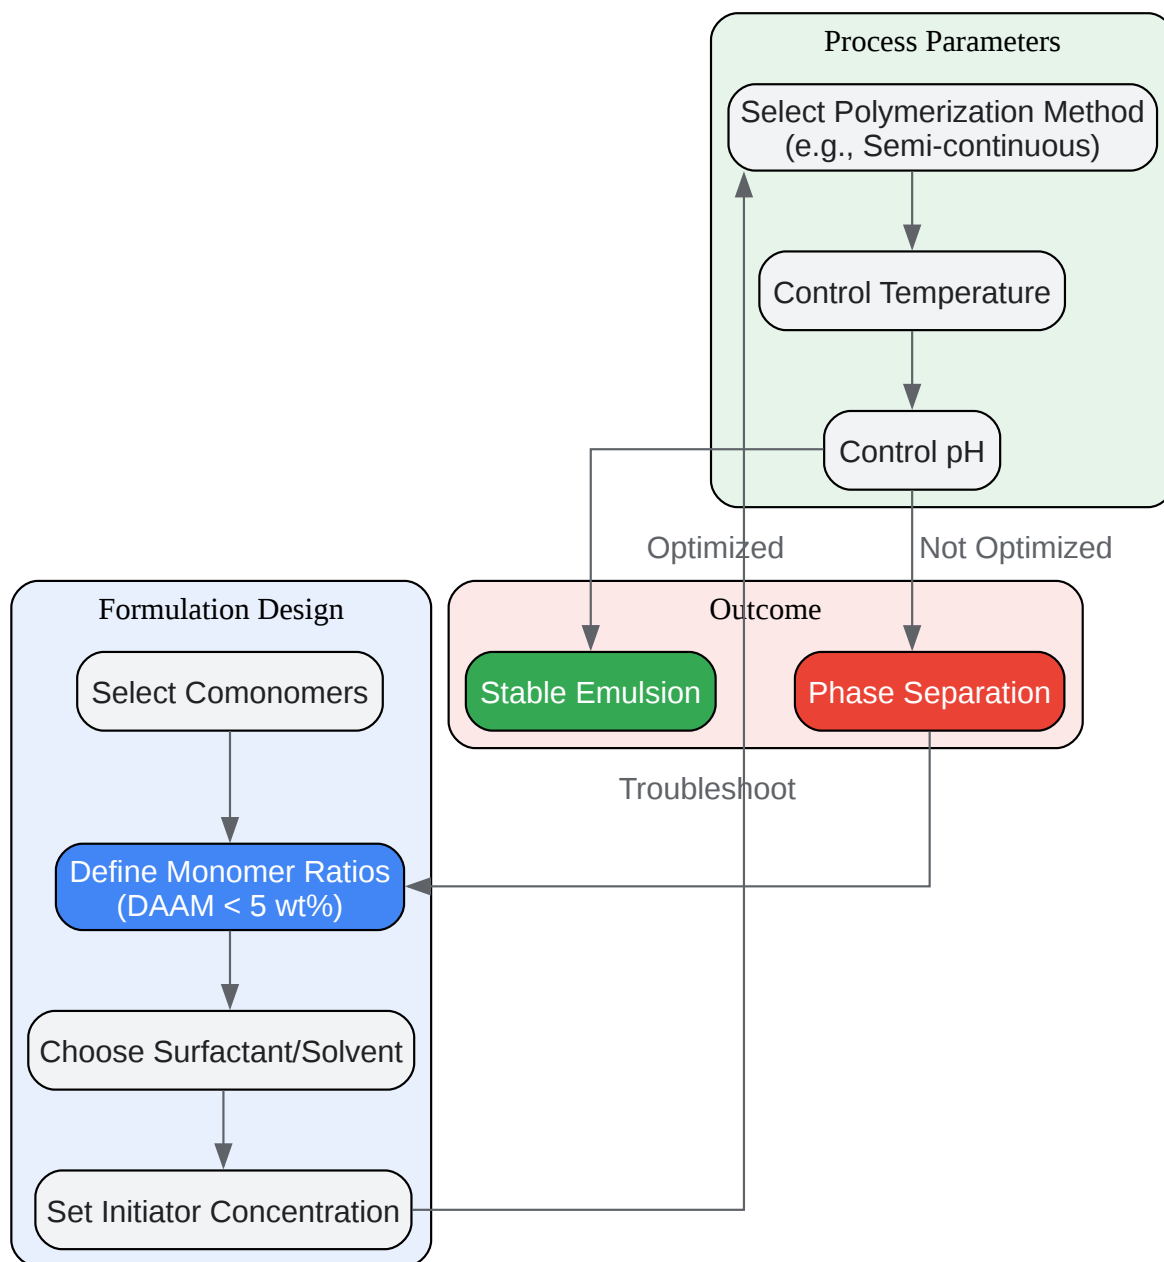 Process Parameters
Select Polymerization Method
(e.g., Semi-continuous)
Control Temperature
Control pH
Optimized
Not Optimized
Formulation Design
Outcome
Select Comonomers
Stable Emulsion
Phase Separation
Troubleshoot
Define Monomer Ratios
(DAAM < 5 wt%)
Choose Surfactant/Solvent
Set Initiator Concentration